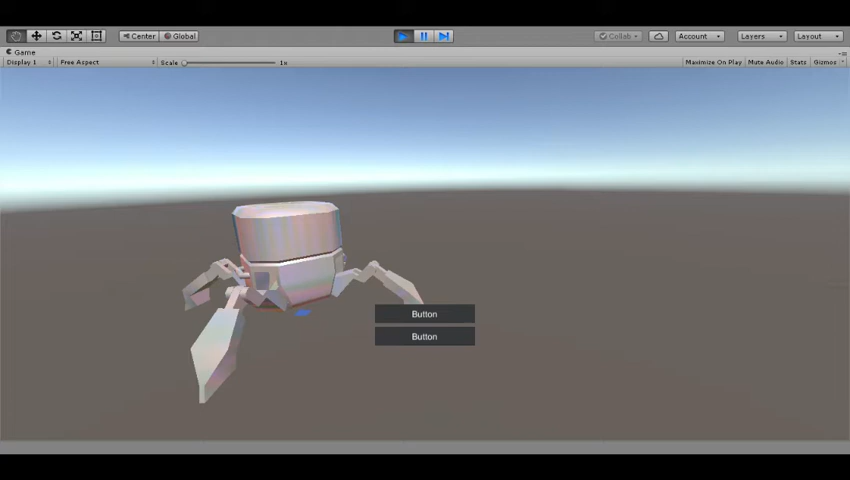 Center Global Collab Account Layers Layout
Game
Display 1 Free Aspect Scale 1x Maximize On Play Mute Audio Stats Gizmos
Button
Button